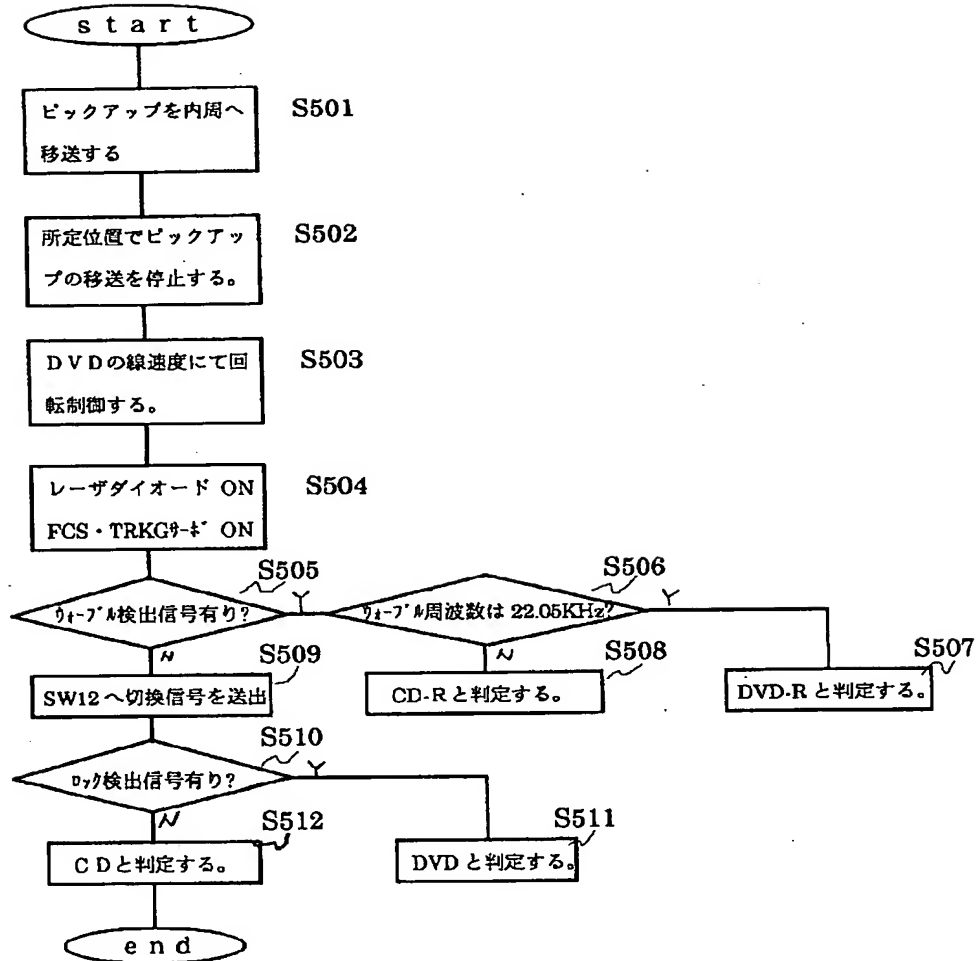 start
ピックアップを内周へ
移送する
S501
所定位置でピックアッ
プの移送を停止する。
S502
DVDの線速度にて回
転制御する。
S503
レーザダイオード ON
FCS・TRKGサーボ ON
S504
S505
ウォーブル検出信号有り?
Y
N
S506
ウォーブル周波数は 22.05KHz?
Y
N
S507
DVD-Rと判定する。
S508
CD-Rと判定する。
S509
SW12へ切換信号を送出
S510
ロック検出信号有り?
Y
N
S511
DVDと判定する。
S512
CDと判定する。
end